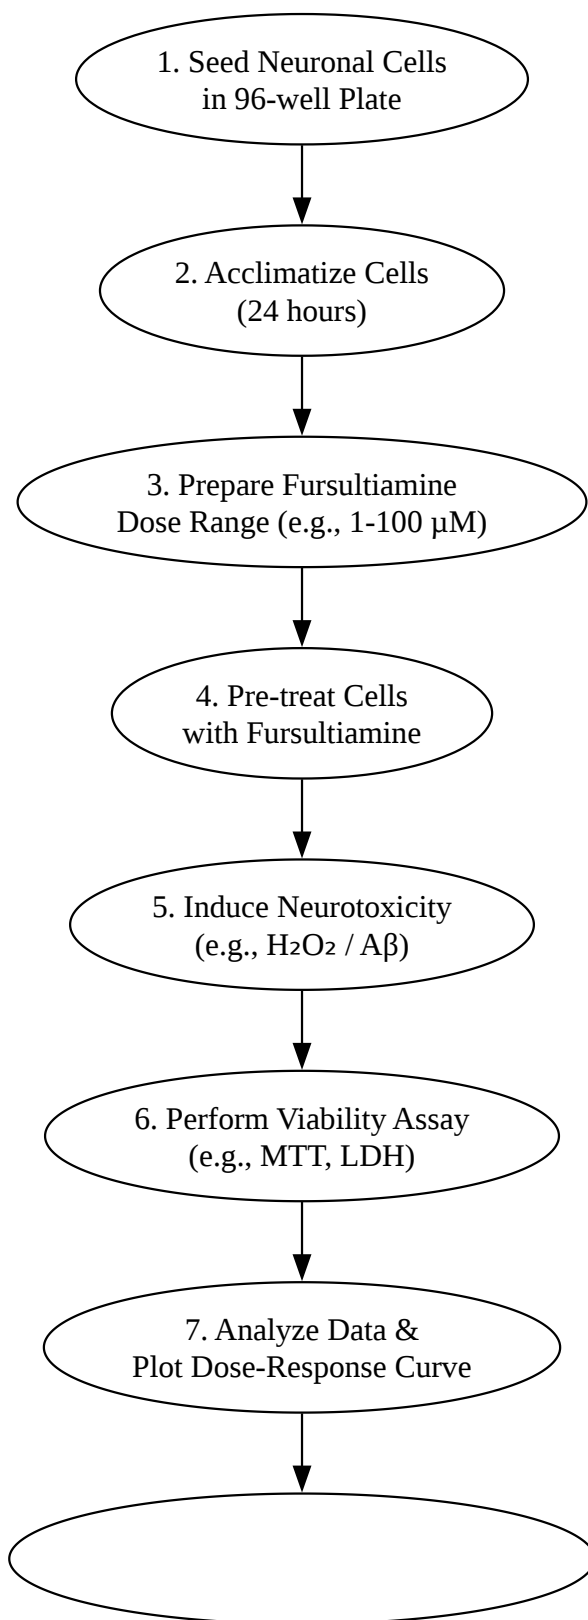 1. Seed Neuronal Cells
in 96-well Plate
2. Acclimatize Cells
(24 hours)
3. Prepare Fursultiamine
Dose Range (e.g., 1-100 µM)
4. Pre-treat Cells
with Fursultiamine
5. Induce Neurotoxicity
(e.g., H₂O₂ / Aβ)
6. Perform Viability Assay
(e.g., MTT, LDH)
7. Analyze Data &
Plot Dose-Response Curve